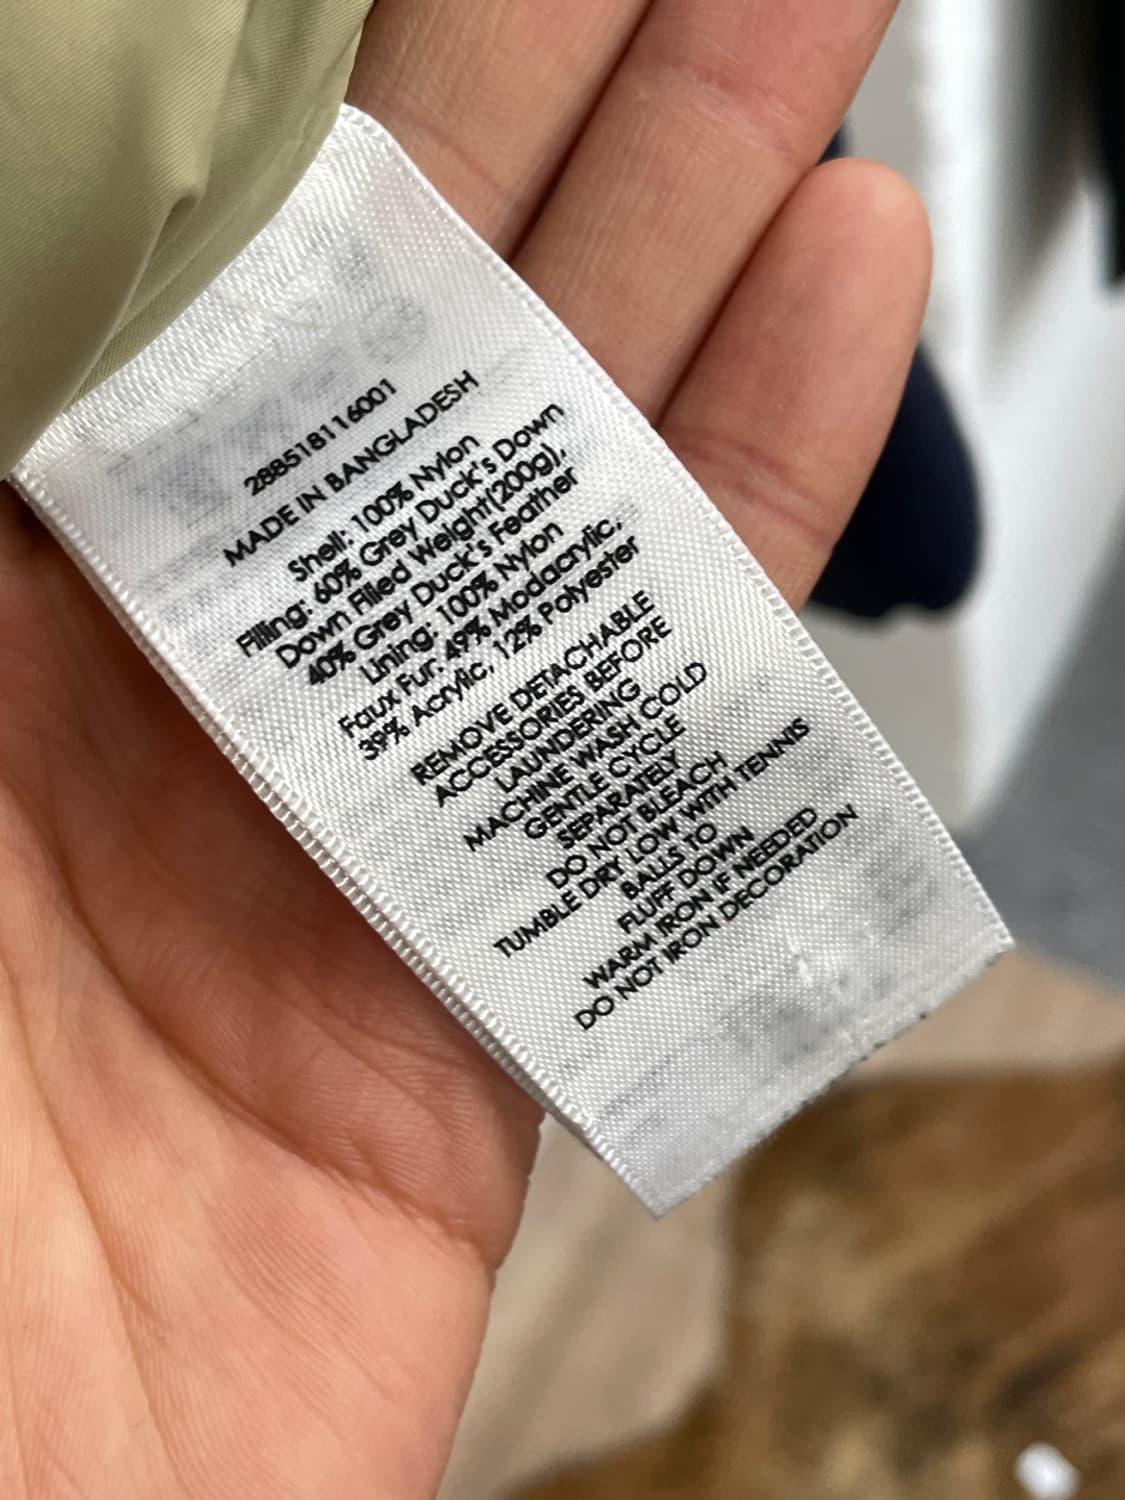 288518116001
MADE IN BANGLADESH
Shell: 100% Nylon
Filling: 60% Grey Duck's Down
Down Filled Weight(200g),
40% Grey Duck's Feather
Lining: 100% Nylon
Faux Fur: 49% Modacrylic,
39% Acrylic, 12% Polyester
REMOVE DETACHABLE
ACCESSORIES BEFORE
LAUNDERING
MACHINE WASH COLD
GENTLE CYCLE
SEPARATELY
DO NOT BLEACH
TUMBLE DRY LOW WITH TENNIS
BALLS TO
FLUFF DOWN
WARM IRON IF NEEDED
DO NOT IRON DECORATION